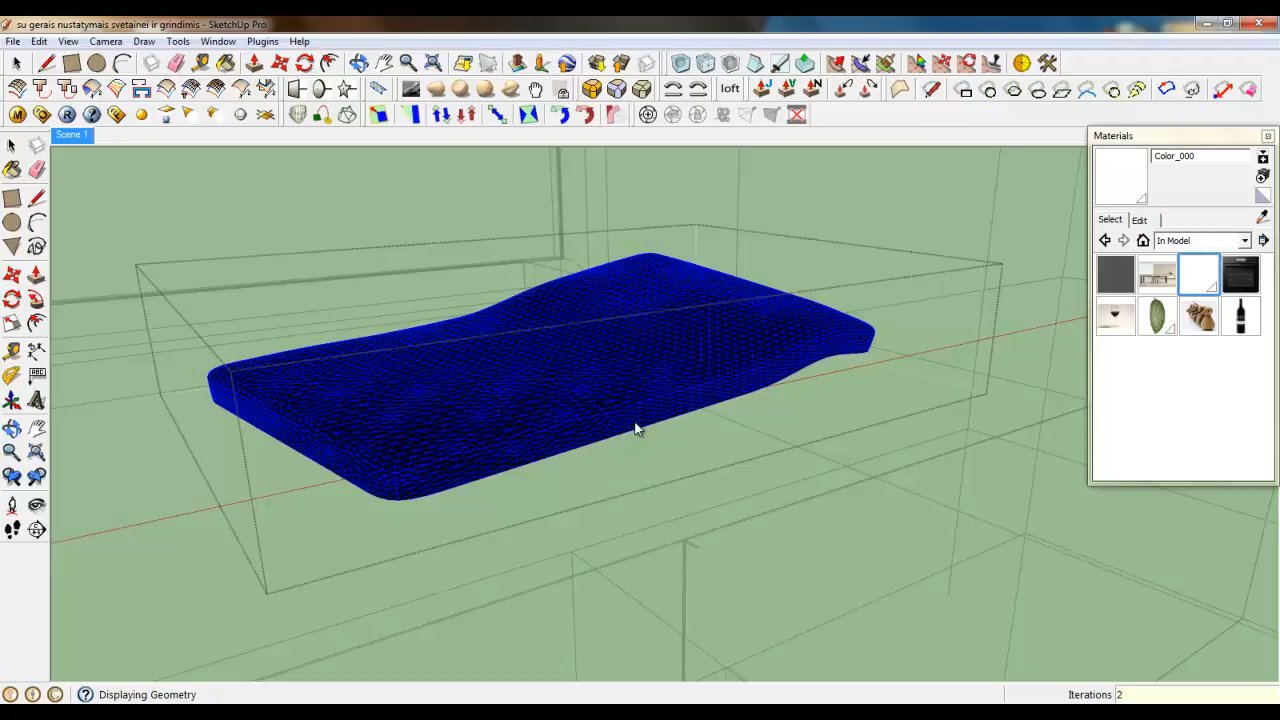 su gerais nustatymais svetainei ir grindimis - SketchUp Pro
File Edit View Camera Draw Tools Window Plugins Help
loft
Scene 1
Materials
Color_000
Select Edit
In Model
Displaying Geometry
Iterations 2